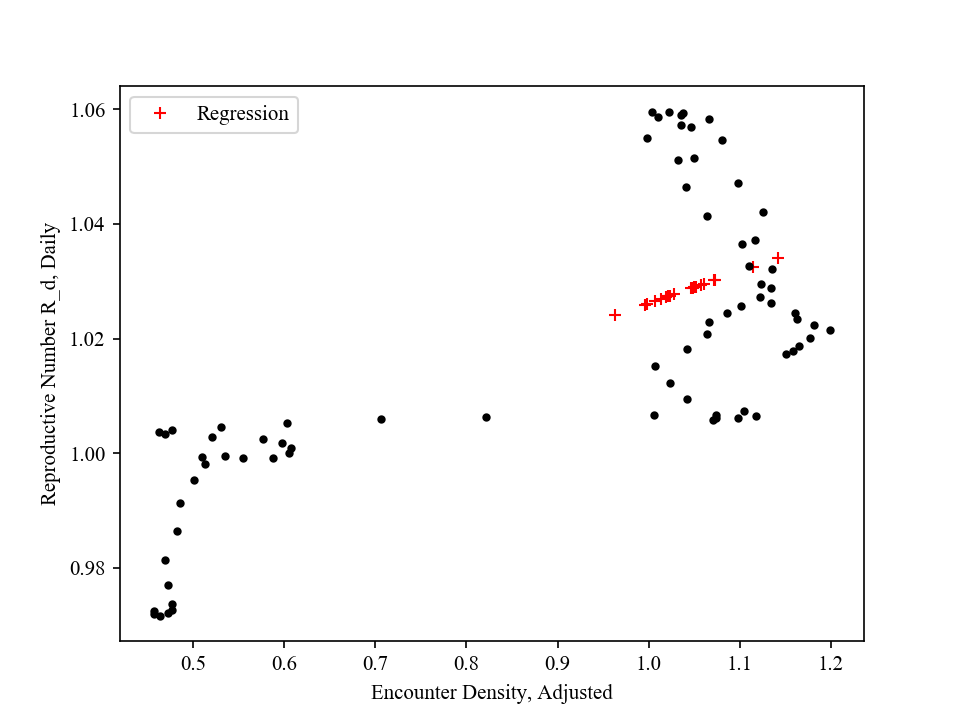 Regression
1.06
1.04
1.02
1.00
0.98
Reproductive Number R_d, Daily
0.5 0.6 0.7 0.8 0.9 1.0 1.1 1.2
Encounter Density, Adjusted